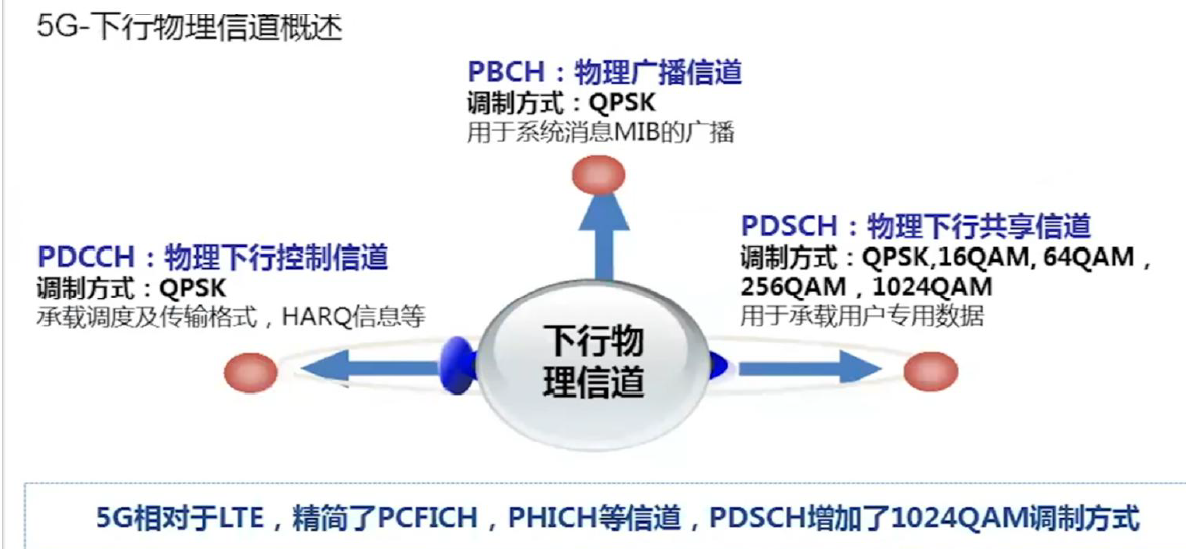 5G-下行物理信道概述
PBCH：物理广播信道
调制方式：QPSK
用于系统消息MIB的广播
PDCCH：物理下行控制信道
调制方式：QPSK
承载调度及传输格式，HARQ信息等
PDSCH：物理下行共享信道
调制方式：QPSK,16QAM, 64QAM，
256QAM，1024QAM
用于承载用户专用数据
下行物
理信道
5G相对于LTE，精简了PCFICH，PHICH等信道，PDSCH增加了1024QAM调制方式